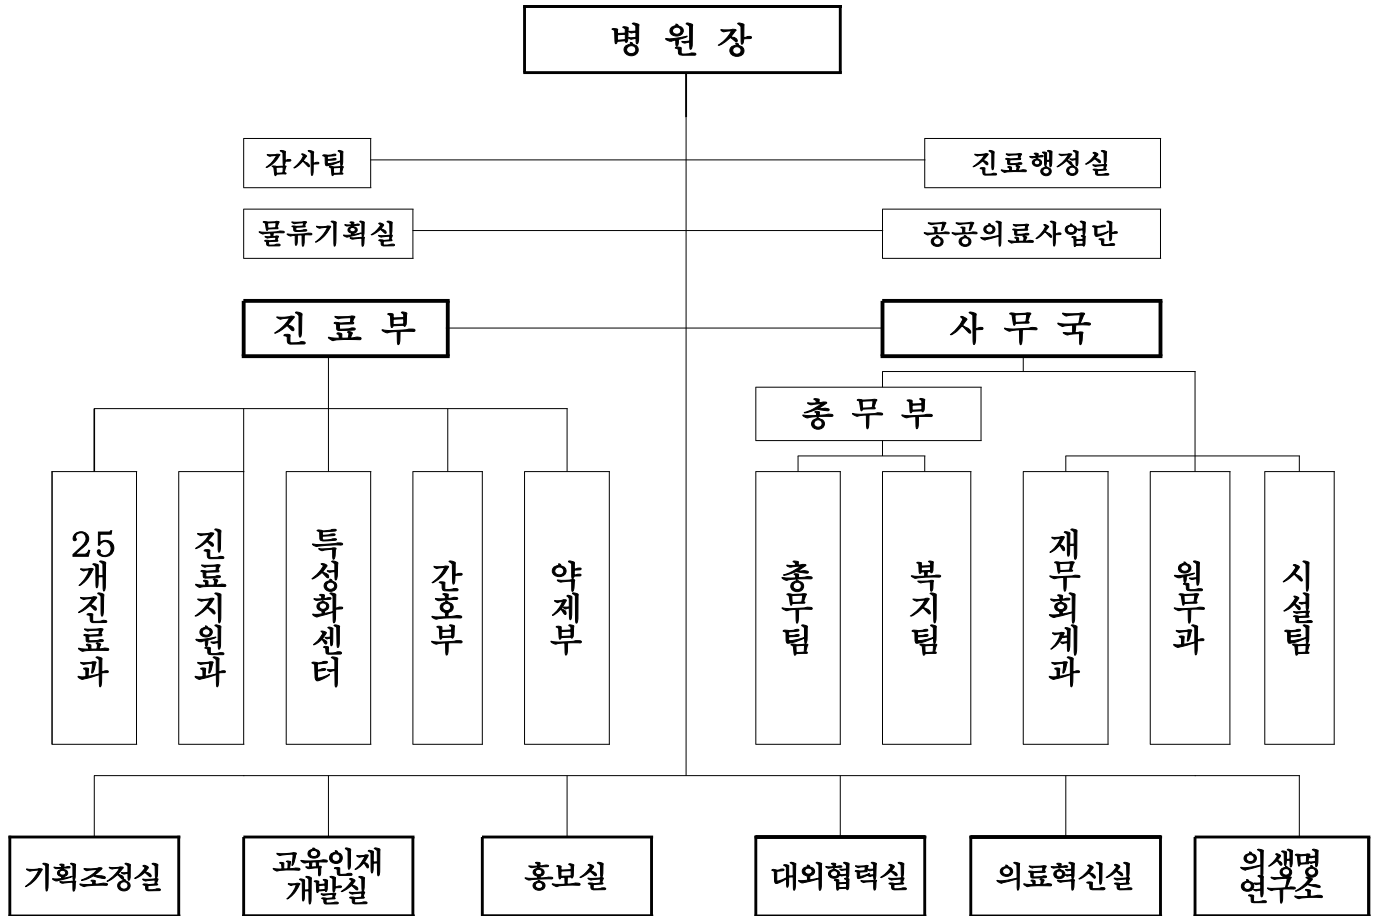 병 원 장
감사팀
진료행정실
물류기획실
공공의료사업단
진 료 부
사 무 국
총 무 부
25개진료과
진료지원과
특성화센터
간호부
약제부
총무팀
복지팀
재무회계과
원무과
시설팀
기획조정실
교육인재
개발실
홍보실
대외협력실
의료혁신실
의생명
연구소